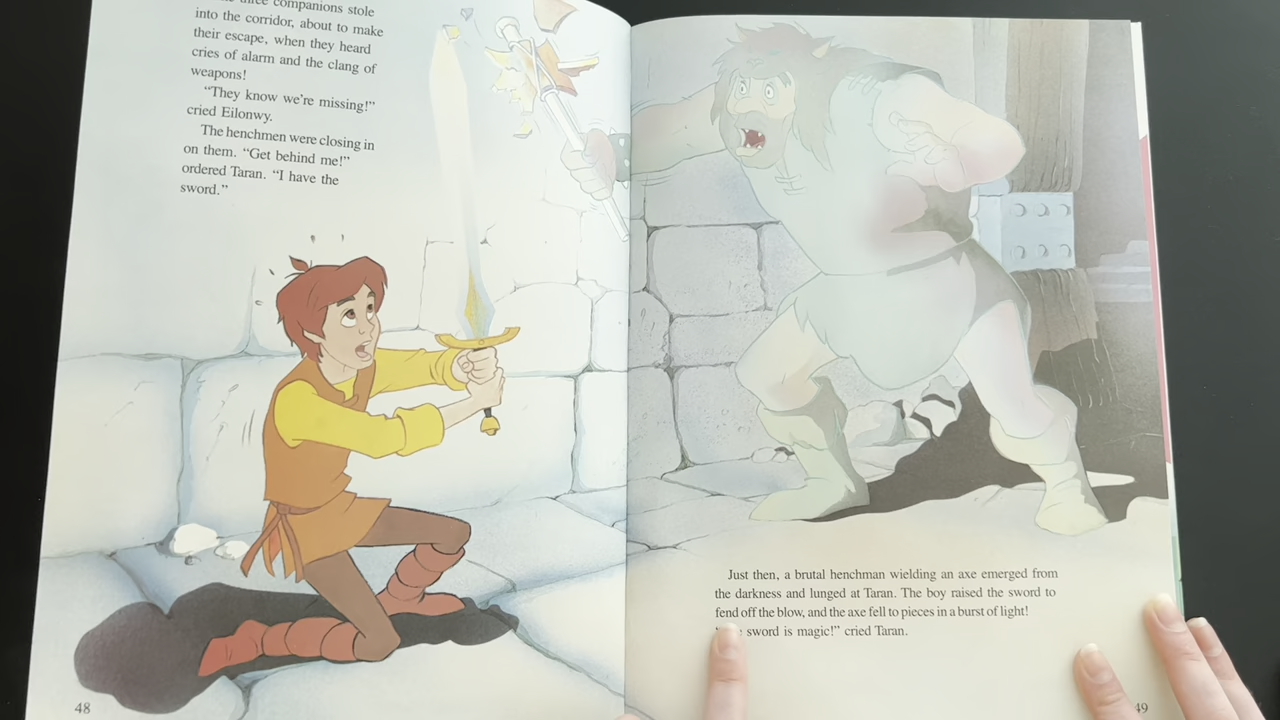 three companions stole
into the corridor, about to make
their escape, when they heard
cries of alarm and the clang of
weapons!
“They know we’re missing!”
cried Eilonwy.
The henchmen were closing in
on them. “Get behind me!”
ordered Taran. “I have the
sword.”
48
Just then, a brutal henchman wielding an axe emerged from
the darkness and lunged at Taran. The boy raised the sword to
fend off the blow, and the axe fell to pieces in a burst of light!
sword is magic!” cried Taran.
49